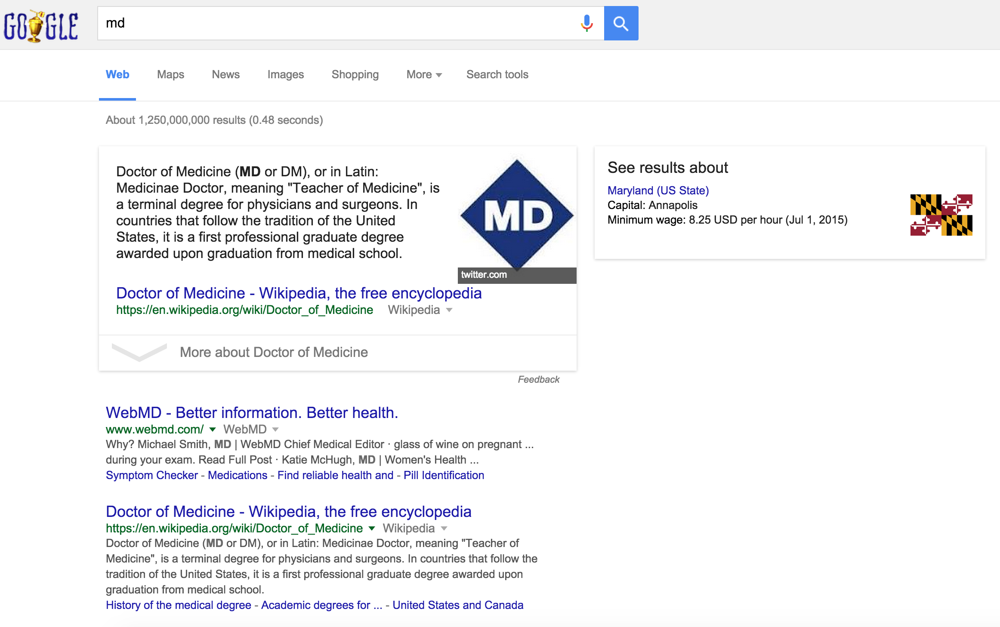 GOOGLE
md
Web Maps News Images Shopping More Search tools
About 1,250,000,000 results (0.48 seconds)
Doctor of Medicine (MD or DM), or in Latin:
Medicinae Doctor, meaning "Teacher of Medicine", is
a terminal degree for physicians and surgeons. In
countries that follow the tradition of the United
States, it is a first professional graduate degree
awarded upon graduation from medical school.
MD
twitter.com
Doctor of Medicine - Wikipedia, the free encyclopedia
https://en.wikipedia.org/wiki/Doctor_of_Medicine Wikipedia
More about Doctor of Medicine
Feedback
See results about
Maryland (US State)
Capital: Annapolis
Minimum wage: 8.25 USD per hour (Jul 1, 2015)
WebMD - Better information. Better health.
www.webmd.com/ WebMD
Why? Michael Smith, MD | WebMD Chief Medical Editor · glass of wine on pregnant ...
during your exam. Read Full Post · Katie McHugh, MD | Women's Health ...
Symptom Checker - Medications - Find reliable health and - Pill Identification
Doctor of Medicine - Wikipedia, the free encyclopedia
https://en.wikipedia.org/wiki/Doctor_of_Medicine Wikipedia
Doctor of Medicine (MD or DM), or in Latin: Medicinae Doctor, meaning "Teacher of
Medicine", is a terminal degree for physicians and surgeons. In countries that follow the
tradition of the United States, it is a first professional graduate degree awarded upon
graduation from medical school.
History of the medical degree - Academic degrees for ... - United States and Canada